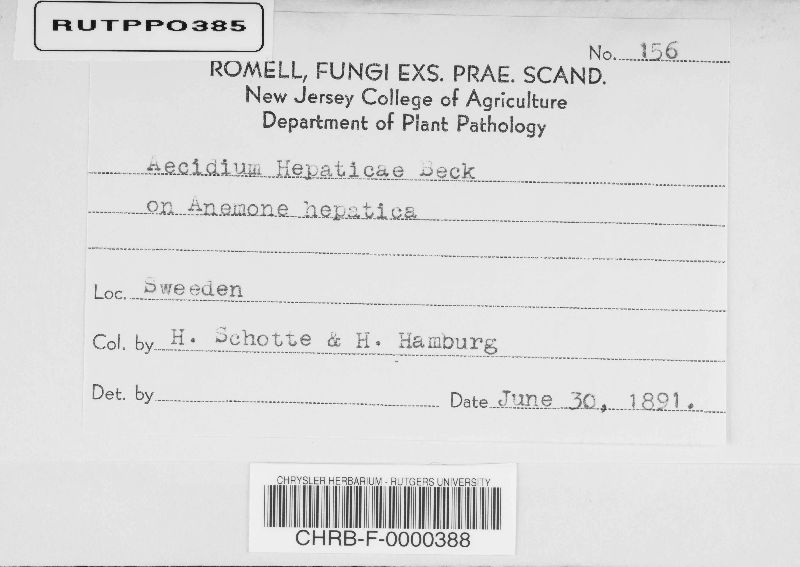 RUTPPO385
No. 156
ROMELL, FUNGI EXS. PRAE. SCAND.
New Jersey College of Agriculture
Department of Plant Pathology
Aecidium Hepaticae Beck
on Anemone hepatica
Loc. Sweeden
Col. by H. Schotte & H. Hamburg
Det. by
Date June 30, 1891.
CHRYSLER HERBARIUM - RUTGERS UNIVERSITY
CHRB-F-0000388